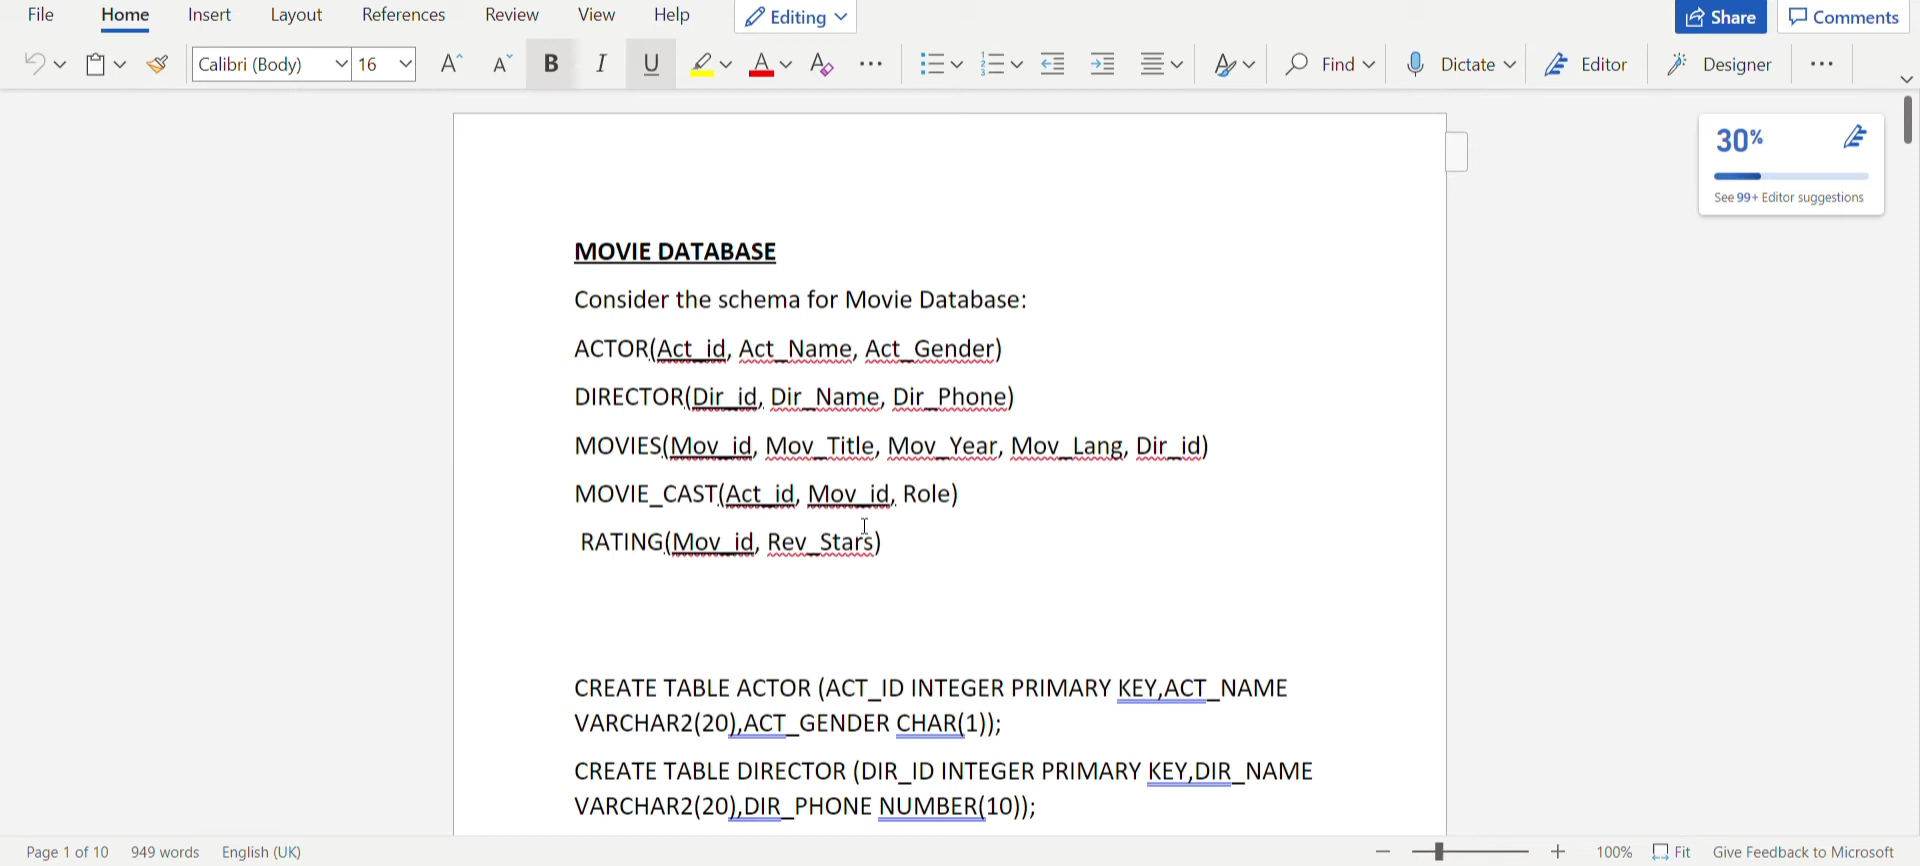 File Home Insert Layout References Review View Help Editing Share Comments
Calibri (Body) 16 A A B I U A A ... Find Dictate Editor Designer ...
30%
See 99+ Editor suggestions
MOVIE DATABASE
Consider the schema for Movie Database:
ACTOR(Act_id, Act_Name, Act_Gender)
DIRECTOR(Dir_id, Dir_Name, Dir_Phone)
MOVIES(Mov_id, Mov_Title, Mov_Year, Mov_Lang, Dir_id)
MOVIE_CAST(Act_id, Mov_id, Role)
RATING(Mov_id, Rev_Stars)
CREATE TABLE ACTOR (ACT_ID INTEGER PRIMARY KEY,ACT_NAME
VARCHAR2(20),ACT_GENDER CHAR(1));
CREATE TABLE DIRECTOR (DIR_ID INTEGER PRIMARY KEY,DIR_NAME
VARCHAR2(20),DIR_PHONE NUMBER(10));
Page 1 of 10 949 words English (UK) 100% Fit Give Feedback to Microsoft